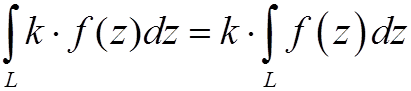 ∫_L k · f(z)dz = k · ∫_L f(z)dz